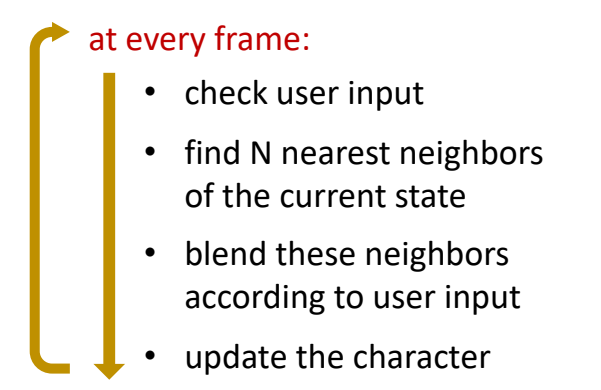 at every frame:
• check user input
• find N nearest neighbors
of the current state
• blend these neighbors
according to user input
• update the character